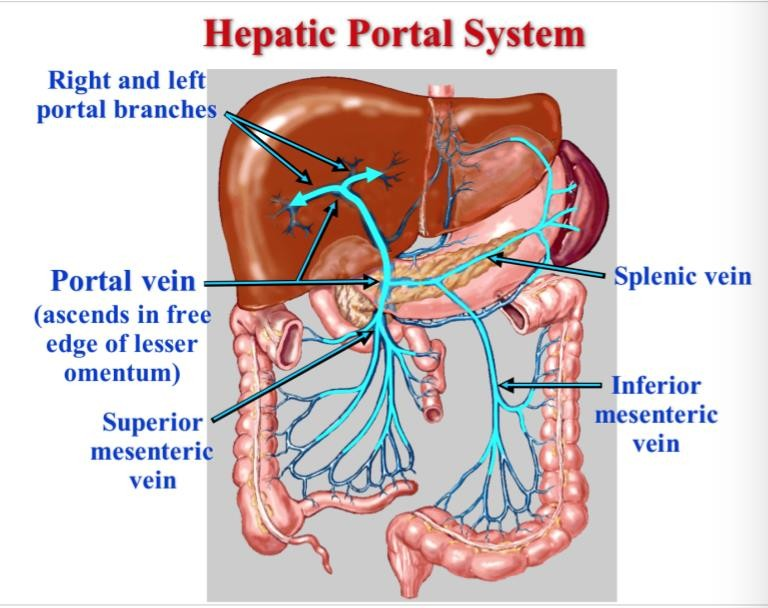 Hepatic Portal System
Right and left
portal branches
Portal vein
(ascends in free
edge of lesser
omentum)
Superior
mesenteric
vein
Splenic vein
Inferior
mesenteric
vein